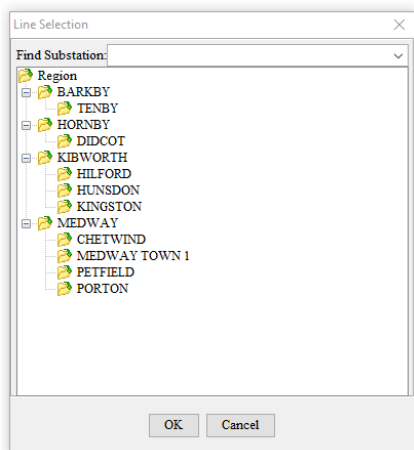 Line Selection
Find Substation:
Region
BARKBY
TENBY
HORNBY
DIDCOT
KIBWORTH
HILFORD
HUNSDON
KINGSTON
MEDWAY
CHETWIND
MEDWAY TOWN 1
PETFIELD
PORTON
OK Cancel